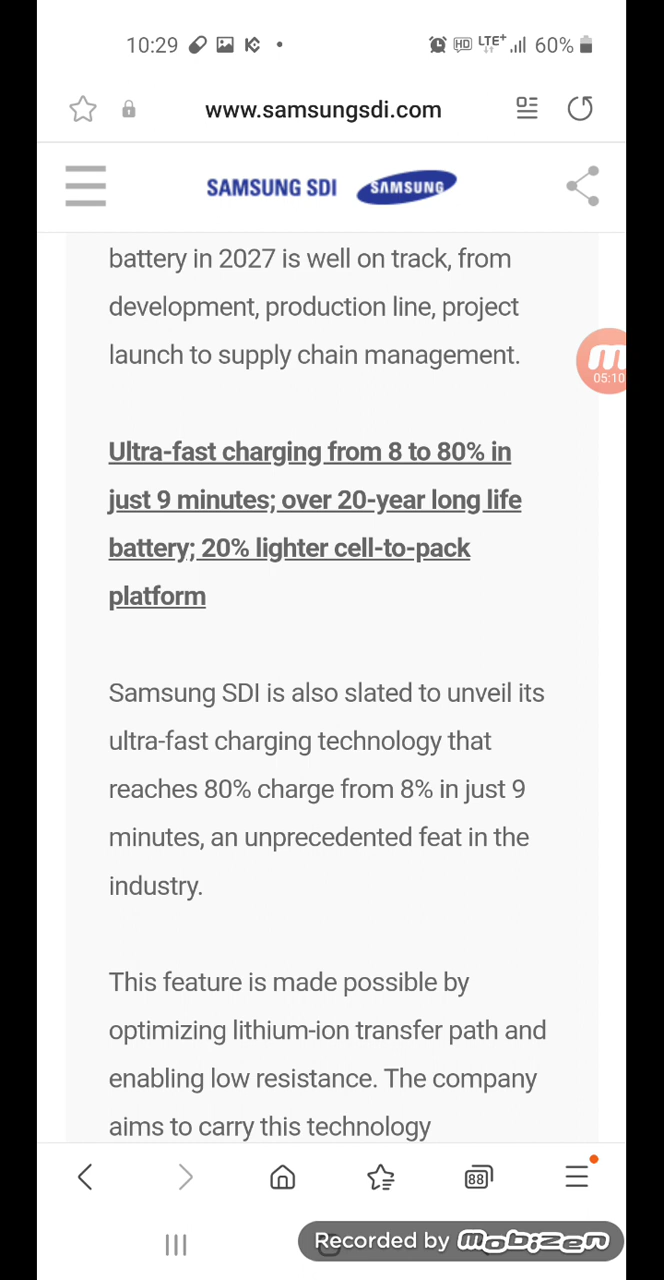 10:29
HD LTE+ 60%
www.samsungsdi.com
SAMSUNG SDI SAMSUNG
battery in 2027 is well on track, from
development, production line, project
launch to supply chain management.
m
05:10
Ultra-fast charging from 8 to 80% in
just 9 minutes; over 20-year long life
battery; 20% lighter cell-to-pack
platform
Samsung SDI is also slated to unveil its
ultra-fast charging technology that
reaches 80% charge from 8% in just 9
minutes, an unprecedented feat in the
industry.
This feature is made possible by
optimizing lithium-ion transfer path and
enabling low resistance. The company
aims to carry this technology
88
Recorded by mobizen